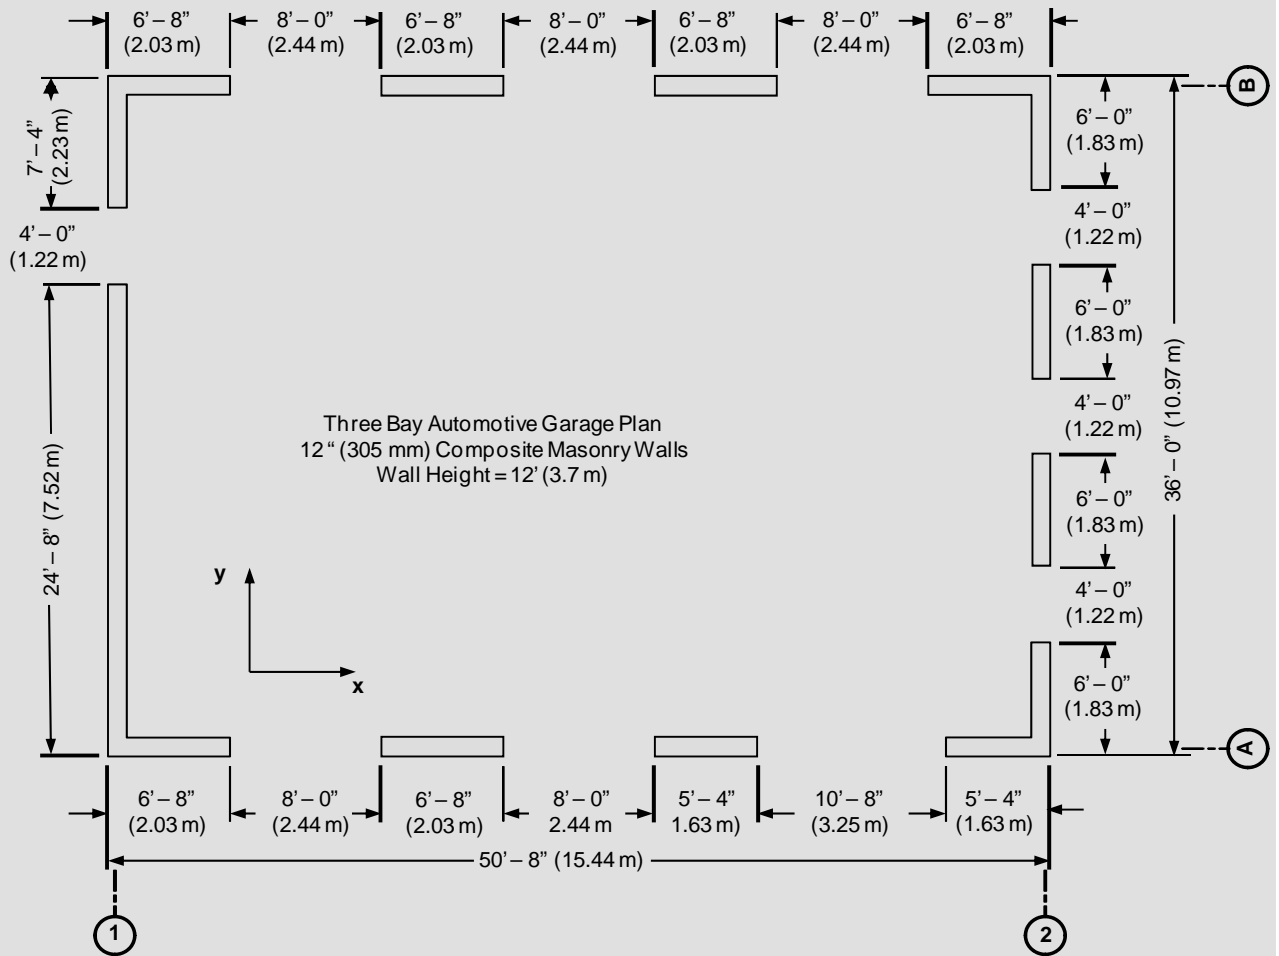 6’ – 8” 8’ – 0” 6’ – 8” 8’ – 0” 6’ – 8” 8’ – 0” 6’ – 8”
(2.03 m) (2.44 m) (2.03 m) (2.44 m) (2.03 m) (2.44 m) (2.03 m)
B
7’ – 4”
(2.23 m)
6’ – 0”
(1.83 m)
4’ – 0”
(1.22 m)
4’ – 0”
(1.22 m)
6’ – 0”
(1.83 m)
36’ – 0” (10.97 m)
4’ – 0”
(1.22 m)
Three Bay Automotive Garage Plan
12 “ (305 mm) Composite Masonry Walls
Wall Height = 12’ (3.7 m)
24’ – 8” (7.52 m)
6’ – 0”
(1.83 m)
y
x
4’ – 0”
(1.22 m)
6’ – 0”
(1.83 m)
A
6’ – 8” 8’ – 0” 6’ – 8” 8’ – 0” 5’ – 4” 10’ – 8” 5’ – 4”
(2.03 m) (2.44 m) (2.03 m) 2.44 m 1.63 m) (3.25 m) (1.63 m)
50’ – 8” (15.44 m)
1 2